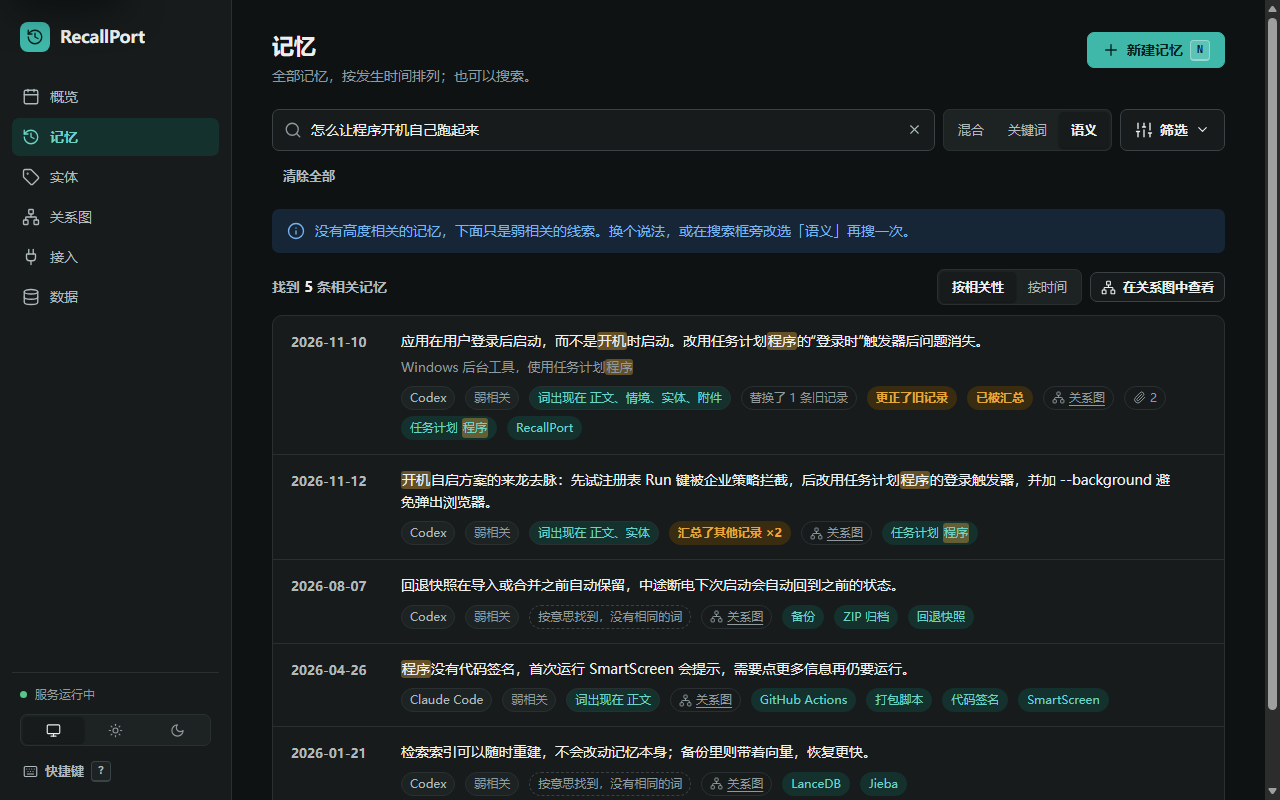 RecallPort
概览
记忆
实体
关系图
接入
数据
服务运行中
快捷键 ?
记忆
全部记忆，按发生时间排列；也可以搜索。
新建记忆 N
怎么让程序开机自己跑起来
混合 关键词 语义 筛选
清除全部
没有高度相关的记忆，下面只是弱相关的线索。换个说法，或在搜索框旁改选「语义」再搜一次。
找到 5 条相关记忆 按相关性 按时间 在关系图中查看
2026-11-10 应用在用户登录后启动，而不是开机时启动。改用任务计划程序的“登录时”触发器后问题消失。
Windows 后台工具，使用任务计划程序
Codex 弱相关 词出现在 正文、情境、实体、附件 替换了 1 条旧记录 更正了旧记录 已被汇总 关系图 2
任务计划 程序 RecallPort
2026-11-12 开机自启方案的来龙去脉：先试注册表 Run 键被企业策略拦截，后改用任务计划程序的登录触发器，并加 --background 避
免弹出浏览器。
Codex 弱相关 词出现在 正文、实体 汇总了其他记录 ×2 关系图 任务计划 程序
2026-08-07 回退快照在导入或合并之前自动保留，中途断电下次启动会自动回到之前的状态。
Codex 弱相关 按意思找到，没有相同的词 关系图 备份 ZIP 归档 回退快照
2026-04-26 程序没有代码签名，首次运行 SmartScreen 会提示，需要点更多信息再仍要运行。
Claude Code 弱相关 词出现在 正文 关系图 GitHub Actions 打包脚本 代码签名 SmartScreen
2026-01-21 检索索引可以随时重建，不会改动记忆本身；备份里则带着向量，恢复更快。
Codex 弱相关 按意思找到，没有相同的词 关系图 LanceDB Jieba